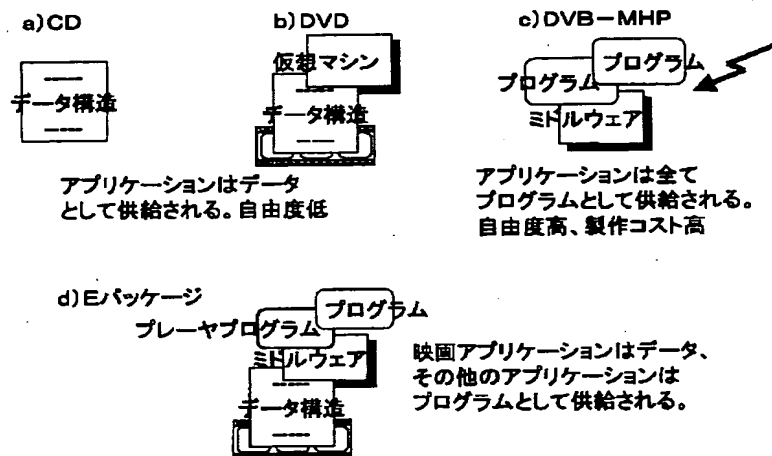 a)CD
b)DVD
c)DVB-MHP
データ構造
仮想マシン
データ構造
プログラム
プログラム
ミドルウェア
アプリケーションはデータ
として供給される。自由度低
アプリケーションは全て
プログラムとして供給される。
自由度高、製作コスト高
d)Eパッケージ
プログラム
プレーヤプログラム
ミドルウェア
データ構造
映画アプリケーションはデータ、
その他のアプリケーションは
プログラムとして供給される。